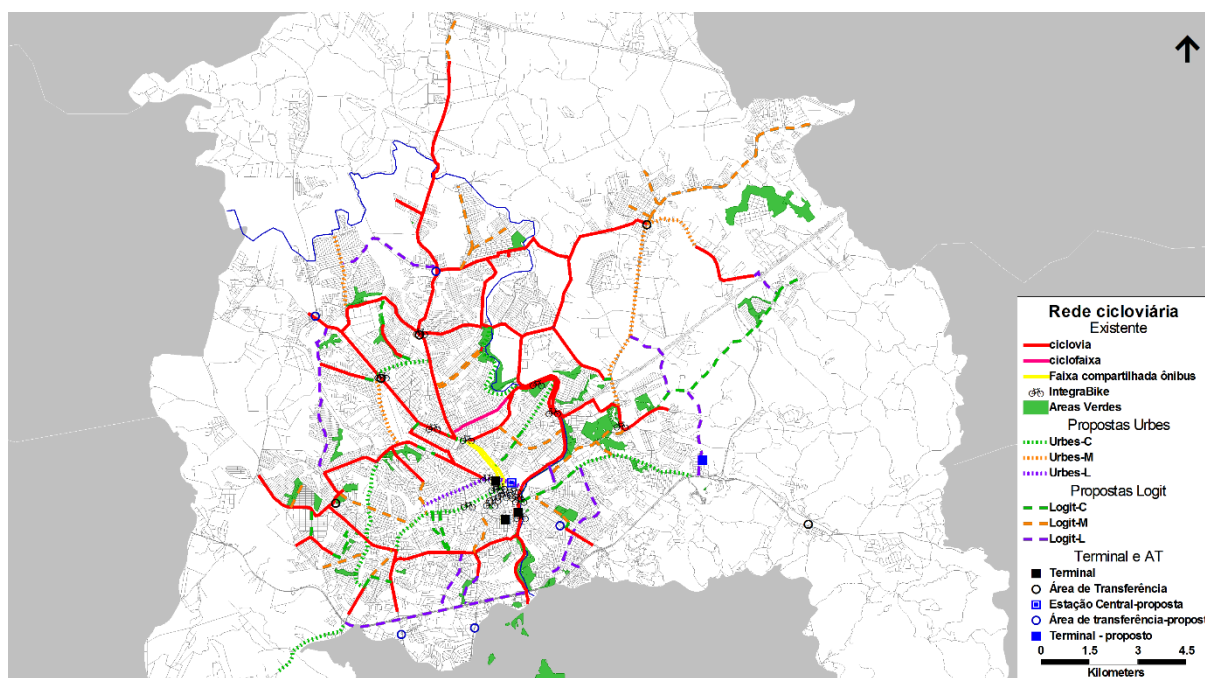 Rede cicloviária
Existente
ciclovia
ciclofaixa
Faixa compartilhada ônibus
IntegraBike
Areas Verdes
Propostas Urbes
Urbes-C
Urbes-M
Urbes-L
Propostas Logit
Logit-C
Logit-M
Logit-L
Terminal e AT
Terminal
Área de Transferência
Estação Central-proposta
Área de transferência-propost
Terminal - proposto
0 1.5 3 4.5
Kilometers